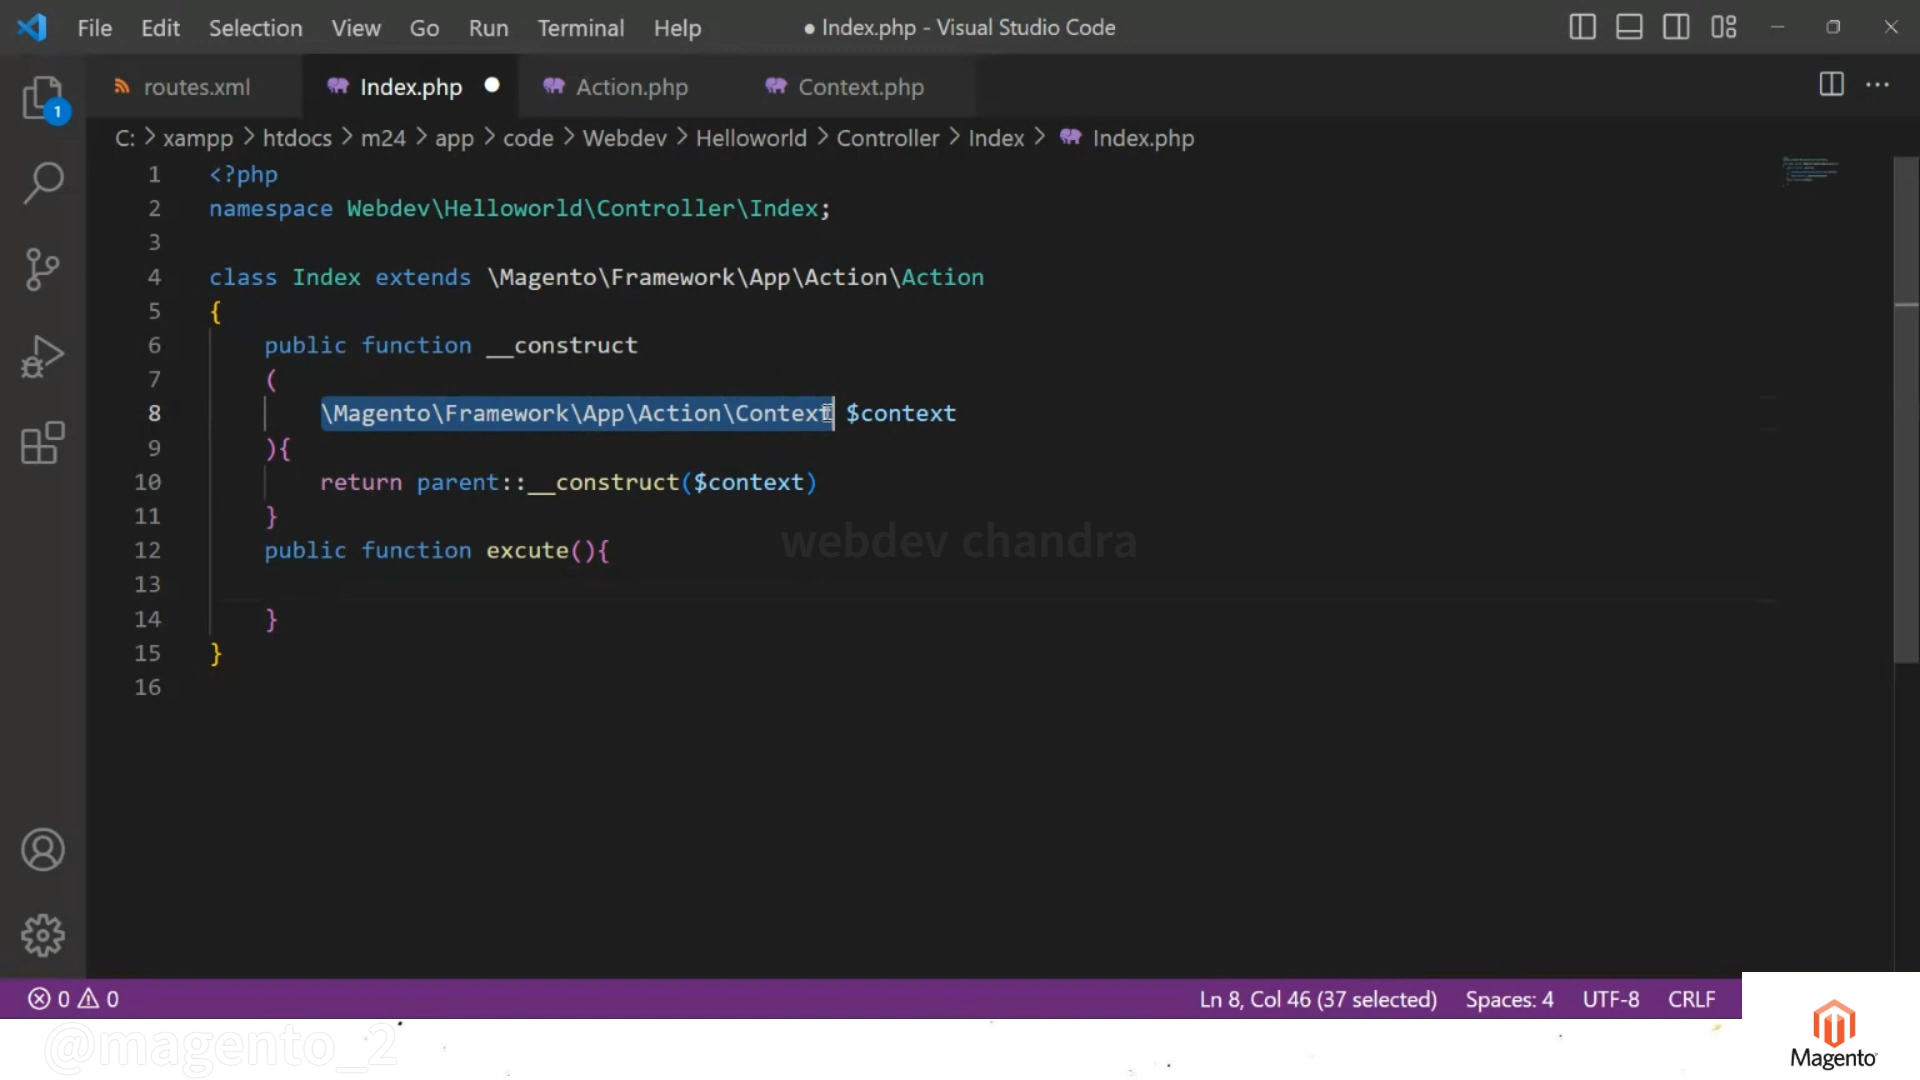 File Edit Selection View Go Run Terminal Help ● Index.php - Visual Studio Code
routes.xml Index.php ● Action.php Context.php ...
1
C: > xampp > htdocs > m24 > app > code > Webdev > Helloworld > Controller > Index > Index.php
1 <?php
2 namespace Webdev\Helloworld\Controller\Index;
3
4 class Index extends \Magento\Framework\App\Action\Action
5 {
6 public function __construct
7 (
8 \Magento\Framework\App\Action\Context $context
9 ){
10 return parent::__construct($context)
11 }
12 public function excute(){
webdev chandra
13
14 }
15 }
16
0 0 Ln 8, Col 46 (37 selected) Spaces: 4 UTF-8 CRLF
@magento_2
Magento